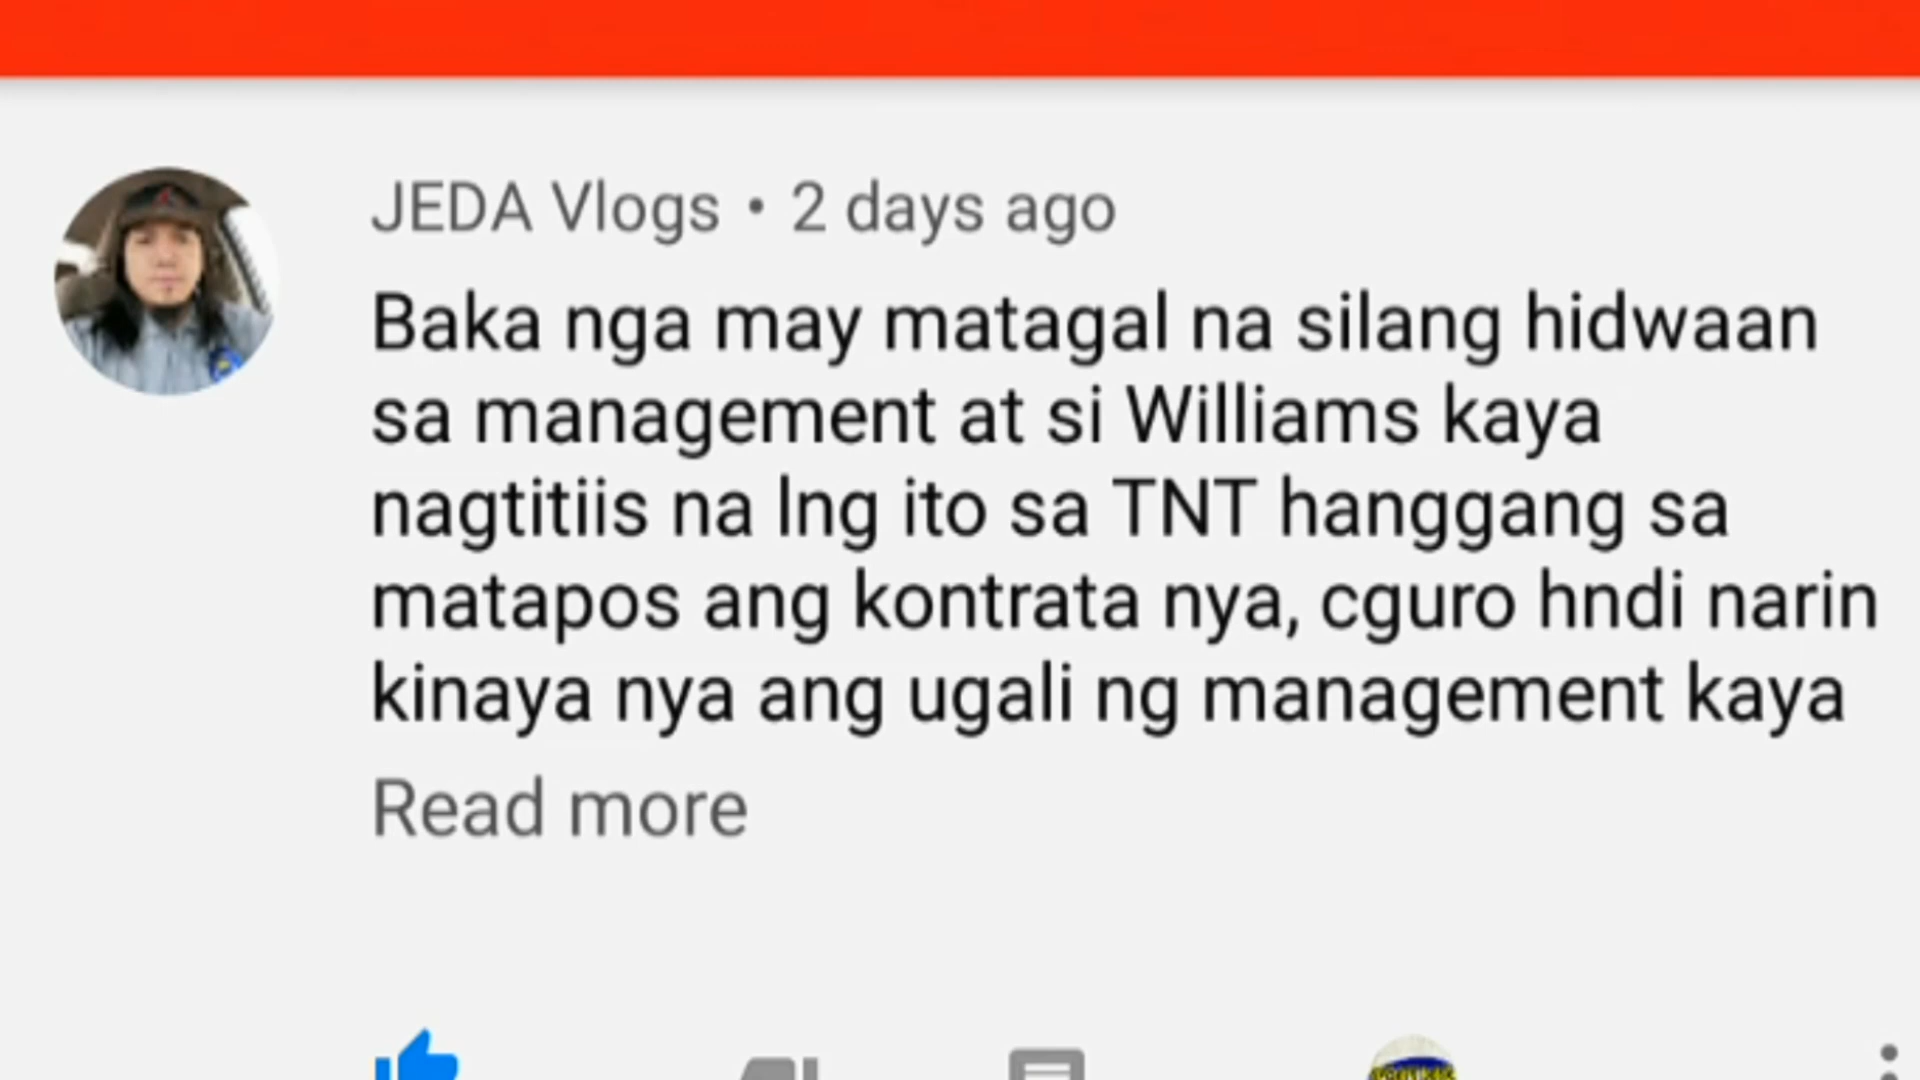 JEDA Vlogs • 2 days ago
Baka nga may matagal na silang hidwaan
sa management at si Williams kaya
nagtitiis na lng ito sa TNT hanggang sa
matapos ang kontrata nya, cguro hndi narin
kinaya nya ang ugali ng management kaya
Read more